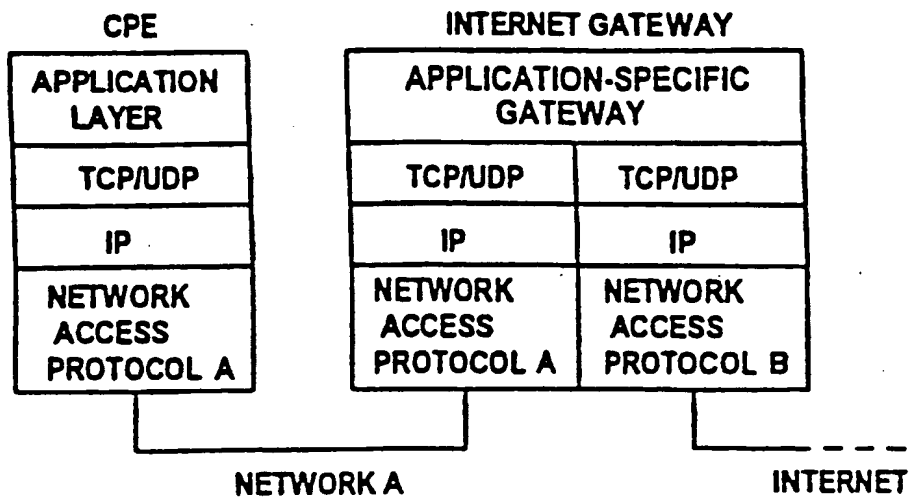 CPE
INTERNET GATEWAY
APPLICATION
LAYER
APPLICATION-SPECIFIC
GATEWAY
TCP/UDP
TCP/UDP
TCP/UDP
IP
IP
IP
NETWORK
ACCESS
PROTOCOL A
NETWORK
ACCESS
PROTOCOL A
NETWORK
ACCESS
PROTOCOL B
NETWORK A
INTERNET